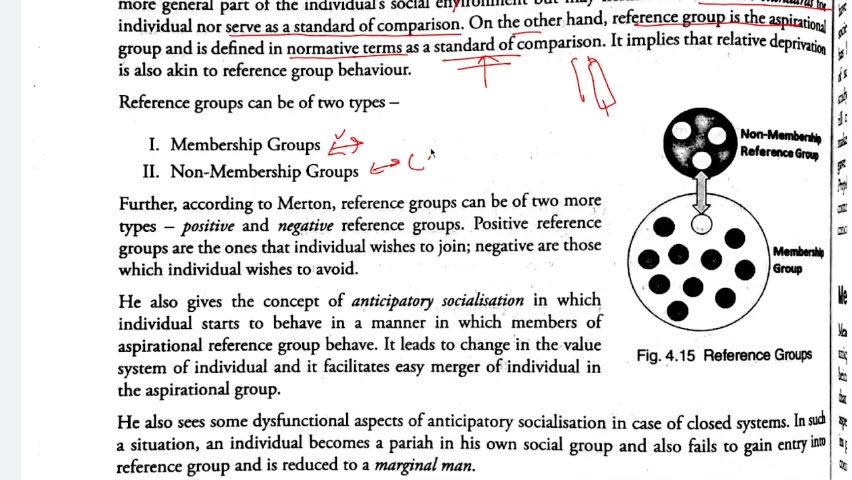 more general part of the individual's social environment but may
individual nor serve as a standard of comparison. On the other hand, reference group is the aspirational
group and is defined in normative terms as a standard of comparison. It implies that relative deprivation
is also akin to reference group behaviour.
Reference groups can be of two types –
I. Membership Groups
II. Non-Membership Groups
Further, according to Merton, reference groups can be of two more
types – positive and negative reference groups. Positive reference
groups are the ones that individual wishes to join; negative are those
which individual wishes to avoid.
He also gives the concept of anticipatory socialisation in which
individual starts to behave in a manner in which members of
aspirational reference group behave. It leads to change in the value
system of individual and it facilitates easy merger of individual in
the aspirational group.
Non-Membership
Reference Group
Membership
Group
Fig. 4.15 Reference Groups
He also sees some dysfunctional aspects of anticipatory socialisation in case of closed systems. In such
a situation, an individual becomes a pariah in his own social group and also fails to gain entry into
reference group and is reduced to a marginal man.